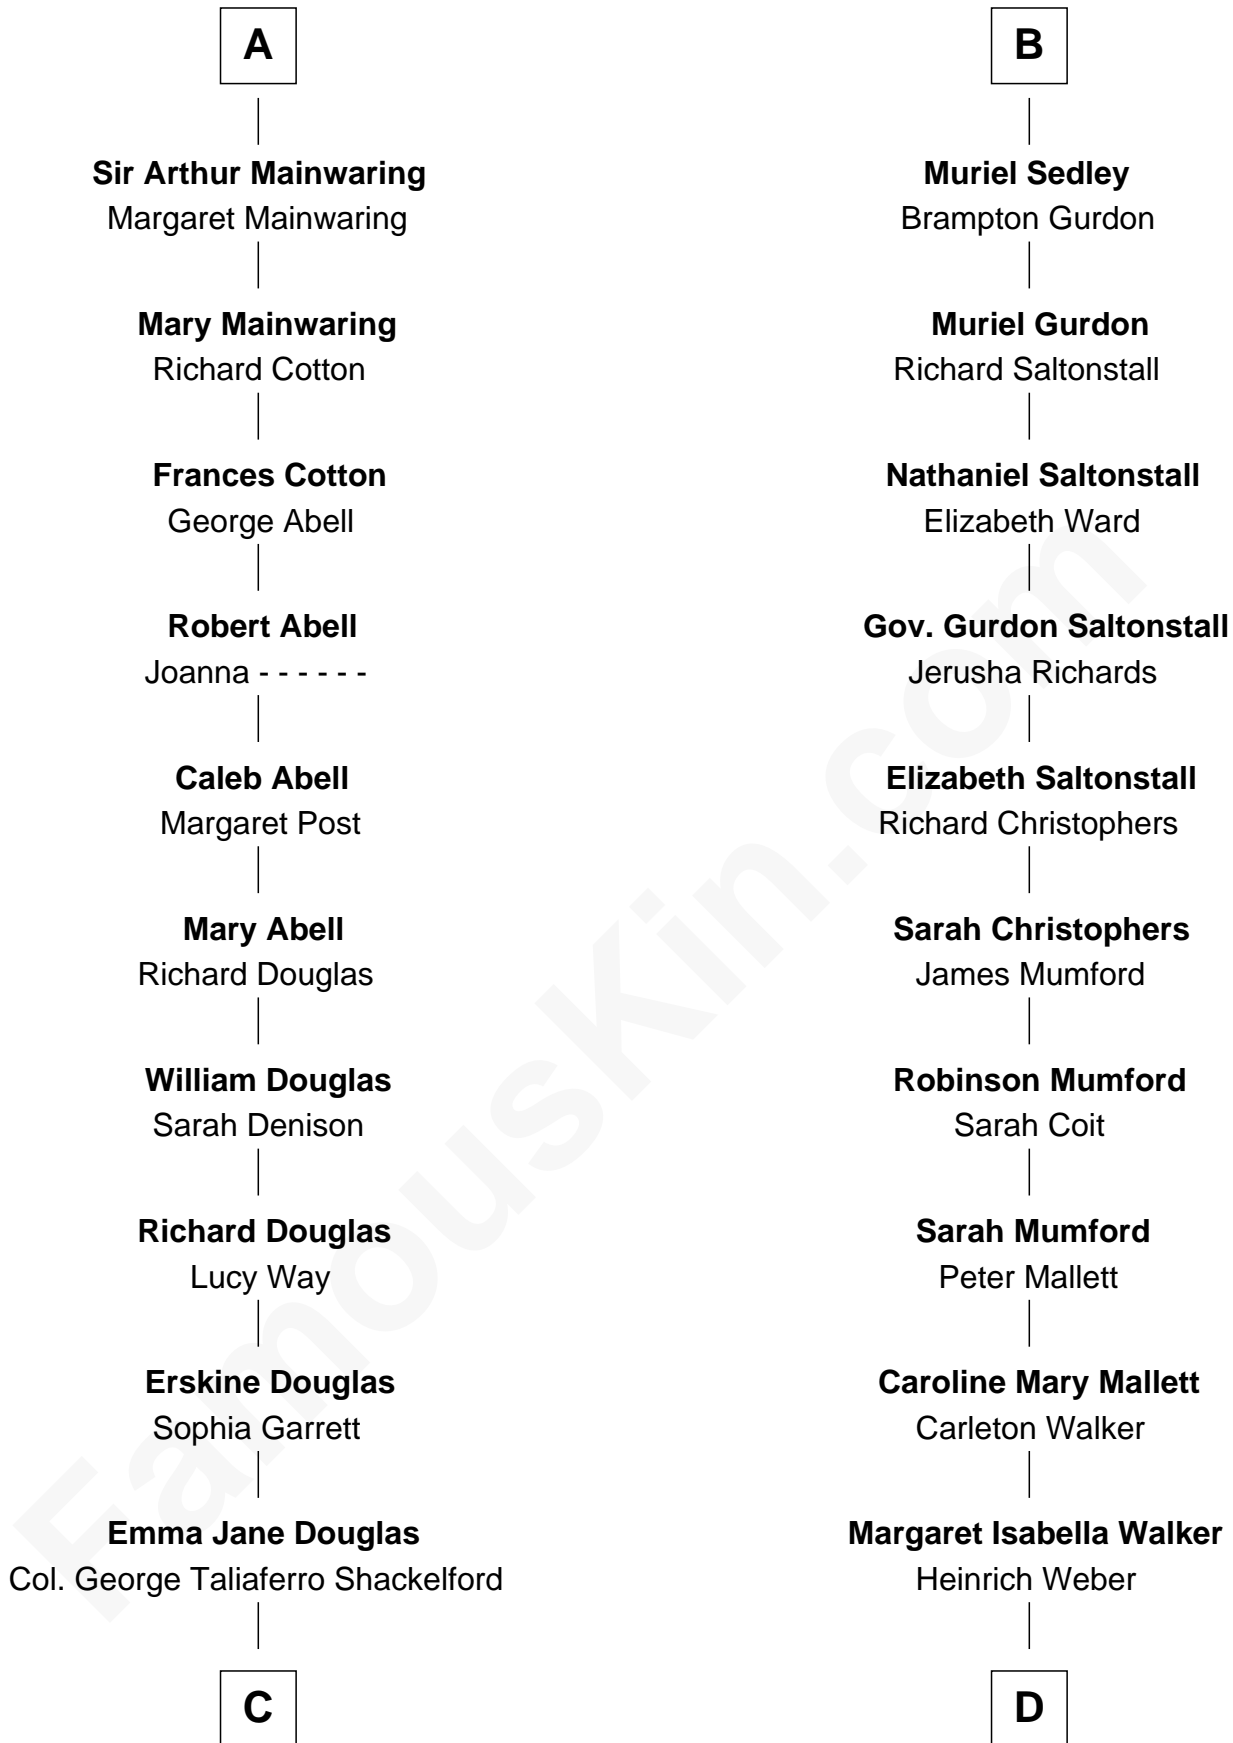 A
Sir Arthur Mainwaring
Margaret Mainwaring
Mary Mainwaring
Richard Cotton
Frances Cotton
George Abell
Robert Abell
Joanna - - - - - -
Caleb Abell
Margaret Post
Mary Abell
Richard Douglas
William Douglas
Sarah Denison
Richard Douglas
Lucy Way
Erskine Douglas
Sophia Garrett
Emma Jane Douglas
Col. George Taliaferro Shackelford
C
B
Muriel Sedley
Brampton Gurdon
Muriel Gurdon
Richard Saltonstall
Nathaniel Saltonstall
Elizabeth Ward
Gov. Gurdon Saltonstall
Jerusha Richards
Elizabeth Saltonstall
Richard Christophers
Sarah Christophers
James Mumford
Robinson Mumford
Sarah Coit
Sarah Mumford
Peter Mallett
Caroline Mary Mallett
Carleton Walker
Margaret Isabella Walker
Heinrich Weber
D
FamousKin.com